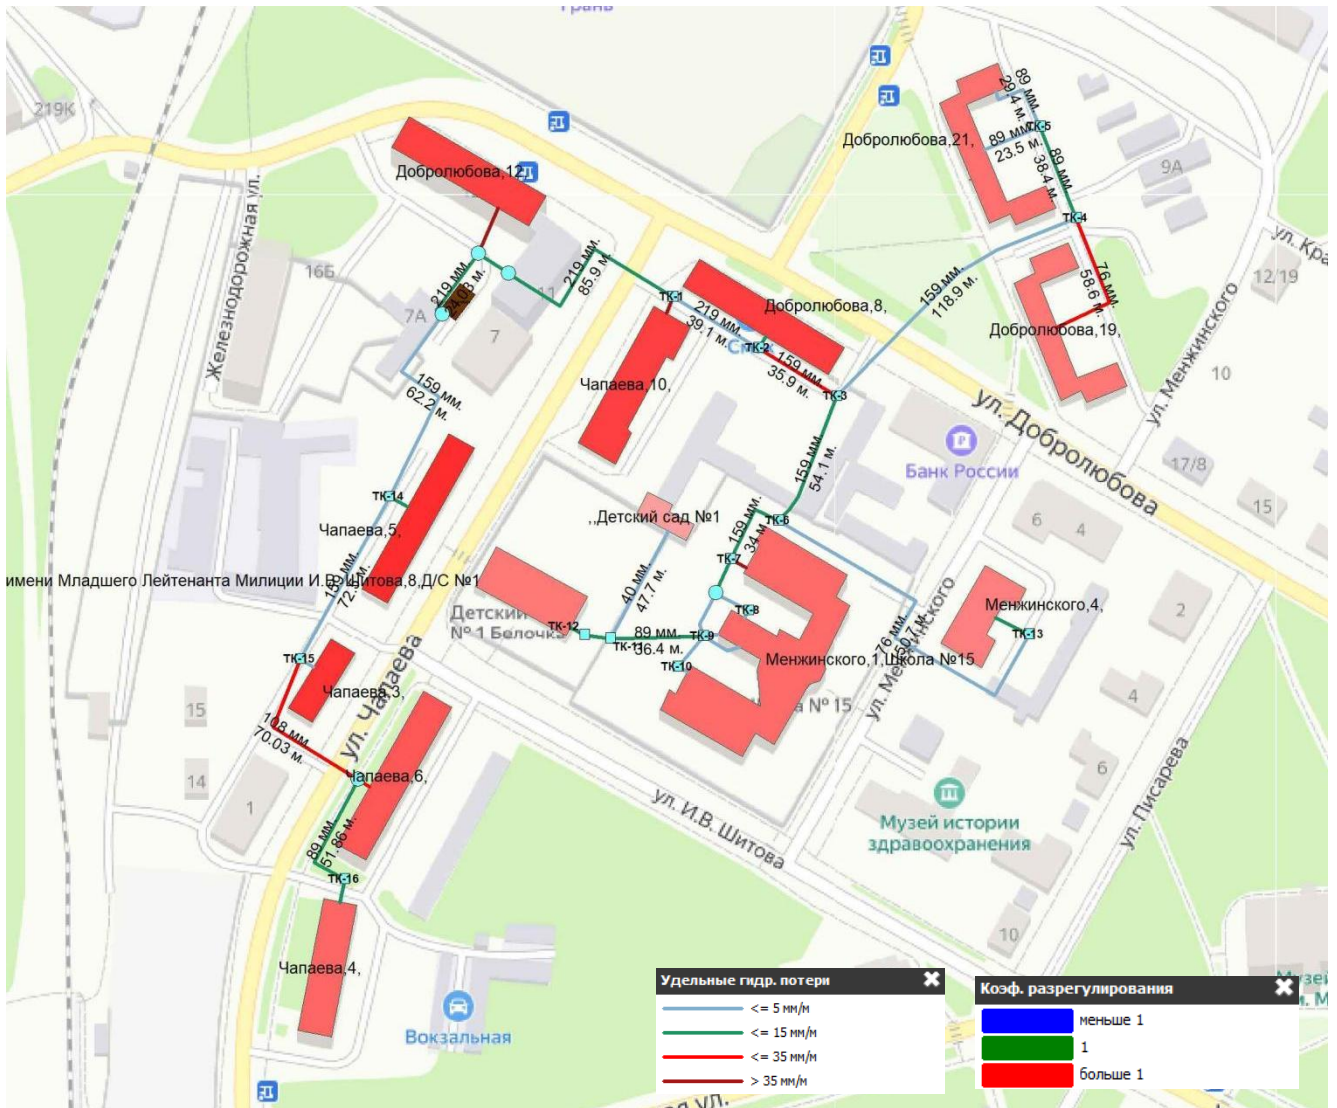 Грань
219К
89 мм.
29.4 м.
ТК-5
Добролюбова,21,
89 мм.
23.5 м.
89 мм.
38.4 м.
9А
Добролюбова,12,
ТК-4
ул. Кра
16Б
219 мм.
85.9 м.
11
219 мм.
24.03 м.
159 мм.
118.9 м.
76 мм.
58.6 м.
12/19
Железнодорожная ул.
7А
7
ТК-1
219 мм.
39.1 м.
Добролюбова,8,
Добролюбова,19,
ТК-2
159 мм.
35.9 м.
ул. Менжинского
159 мм.
62.2 м.
Чапаева,10,
ТК-3
10
ул. Добролюбова
Банк России
17/8
159 мм.
54.1 м.
ТК-14
Чапаева,5,
,,Детский сад №1
ТК-6
6
4
15
159 мм.
34 м.
ТК-7
имени Младшего Лейтенанта Милиции И.В. Шитова,8,Д/С №1
40 мм.
47.7 м.
Детский
№ 1 Белочка
ТК-8
Менжинского,4,
2
ТК-12
ТК-11
89 мм.
36.4 м.
ТК-9
76 мм.
ТК-13
ТК-15
ТК-10
Менжинского,1,Школа №15
№ 15
ул. Менжинского
4
Чапаева,3,
15
108 мм.
70.03 м.
ул. Чапаева
14
1
Чапаева,6,
6
ул. Писарева
ул. И.В. Шитова
Музей истории
здравоохранения
89 мм.
51.86 м.
ТК-16
10
Чапаева,4,
Вокзальная
Удельные гидр. потери
<= 5 мм/м
<= 15 мм/м
<= 35 мм/м
> 35 мм/м
Коэф. разрегулирования
меньше 1
1
больше 1